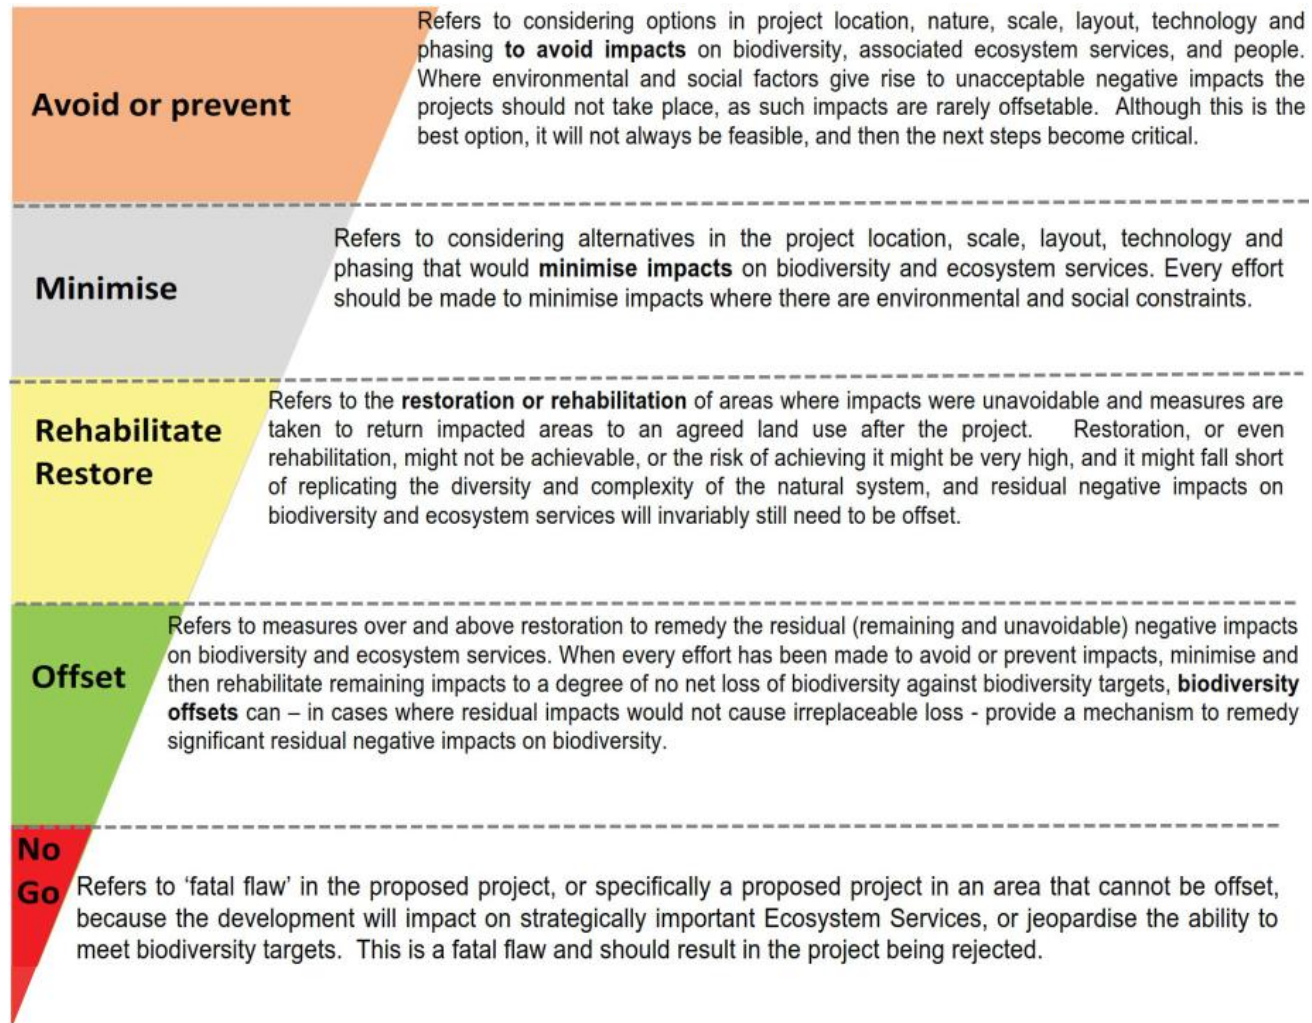 Refers to considering options in project location, nature, scale, layout, technology and
phasing to avoid impacts on biodiversity, associated ecosystem services, and people.
Where environmental and social factors give rise to unacceptable negative impacts the
projects should not take place, as such impacts are rarely offsetable. Although this is the
best option, it will not always be feasible, and then the next steps become critical.
Avoid or prevent
Refers to considering alternatives in the project location, scale, layout, technology and
phasing that would minimise impacts on biodiversity and ecosystem services. Every effort
should be made to minimise impacts where there are environmental and social constraints.
Minimise
Refers to the restoration or rehabilitation of areas where impacts were unavoidable and measures are
taken to return impacted areas to an agreed land use after the project. Restoration, or even
rehabilitation, might not be achievable, or the risk of achieving it might be very high, and it might fall short
of replicating the diversity and complexity of the natural system, and residual negative impacts on
biodiversity and ecosystem services will invariably still need to be offset.
Rehabilitate
Restore
Refers to measures over and above restoration to remedy the residual (remaining and unavoidable) negative impacts
on biodiversity and ecosystem services. When every effort has been made to avoid or prevent impacts, minimise and
then rehabilitate remaining impacts to a degree of no net loss of biodiversity against biodiversity targets, biodiversity
offsets can – in cases where residual impacts would not cause irreplaceable loss - provide a mechanism to remedy
significant residual negative impacts on biodiversity.
Offset
No
Go
Refers to ‘fatal flaw’ in the proposed project, or specifically a proposed project in an area that cannot be offset,
because the development will impact on strategically important Ecosystem Services, or jeopardise the ability to
meet biodiversity targets. This is a fatal flaw and should result in the project being rejected.